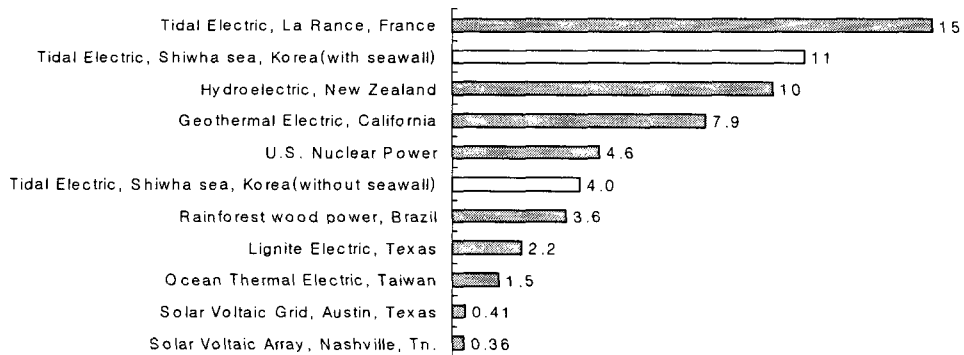 Tidal Electric, La Rance, France 15
Tidal Electric, Shiwha sea, Korea(with seawall) 11
Hydroelectric, New Zealand 10
Geothermal Electric, California 7.9
U.S. Nuclear Power 4.6
Tidal Electric, Shiwha sea, Korea(without seawall) 4.0
Rainforest wood power, Brazil 3.6
Lignite Electric, Texas 2.2
Ocean Thermal Electric, Taiwan 1.5
Solar Voltaic Grid, Austin, Texas 0.41
Solar Voltaic Array, Nashville, Tn. 0.36